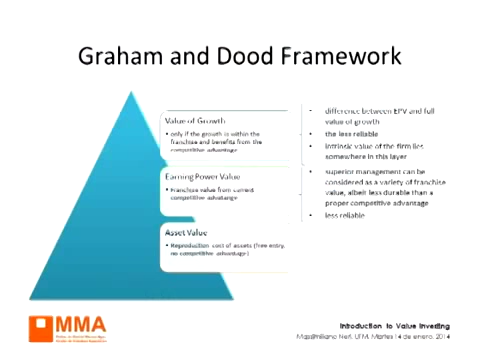 Graham and Dood Framework
Value of Growth
• only if the growth is within the
franchise and benefits from the
competitive advantage
• difference between EPV and full
value of growth
• the less reliable
• intrinsic value of the firm lies
somewhere in this layer
Earning Power Value
• Franchise value from current
competitive advatange
• superior management can be
considered as a variety of franchise
value, albeit less durable than a
proper competitive advantage
• less reliable
Asset Value
• Reproduction cost of assets (free entry,
no competitive advantage)
MMA
Introduction to Value Investing
Massimiliano Neri. UFM. Martes 14 de enero, 2014